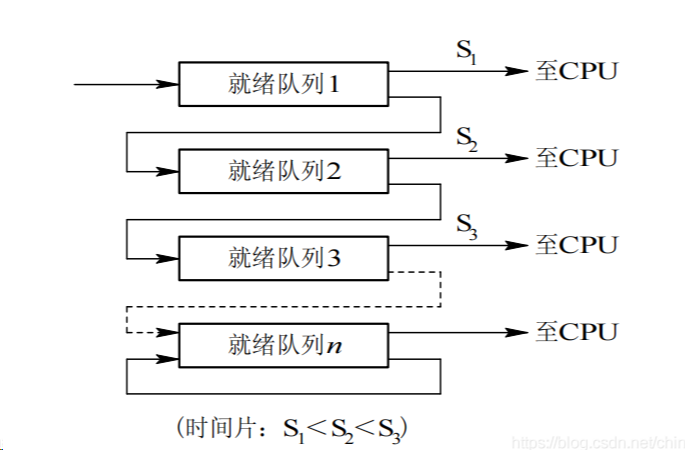 S1
就绪队列1 至CPU
S2
就绪队列2 至CPU
S3
就绪队列3 至CPU
就绪队列n 至CPU
(时间片：S1＜S2＜S3)
https://blog.csdn.net/chin